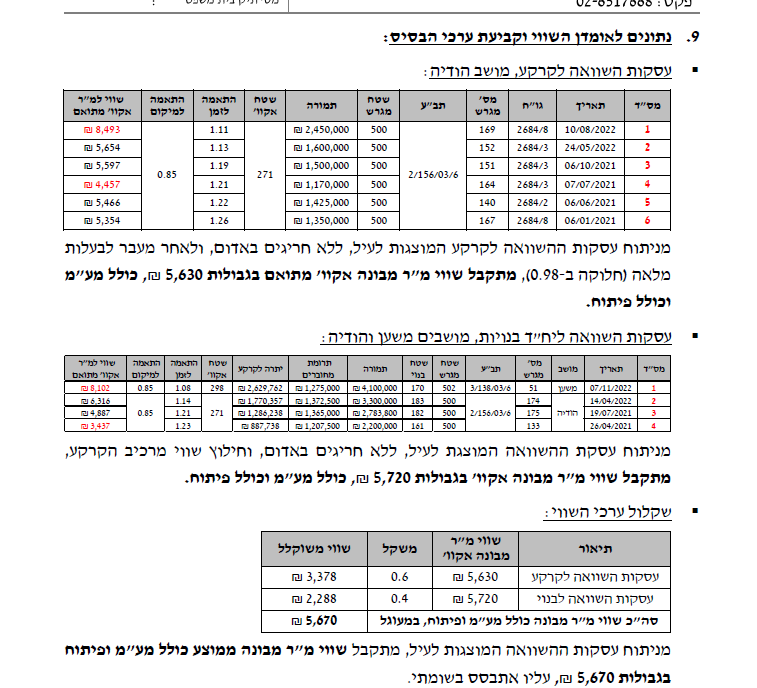 פקס: 02-6517888
9. נתונים לאומדן השווי וקביעת ערכי הבסיס:
▪ עסקות השוואה לקרקע, מושב הודיה:
מס"ד תאריך גו"ח מס' מגרש תב"ע שטח מגרש תמורה שטח אקוו' התאמה לזמן התאמה למיקום שווי למ"ר אקוו' מתואם
1 10/08/2022 2684/8 169 2/156/03/6 500 2,450,000 ₪ 271 1.11 0.85 8,493 ₪
2 24/05/2022 2684/3 152 500 1,600,000 ₪ 1.13 5,654 ₪
3 06/10/2021 2684/3 151 500 1,500,000 ₪ 1.19 5,597 ₪
4 07/07/2021 2684/3 164 500 1,170,000 ₪ 1.21 4,457 ₪
5 06/06/2021 2684/2 140 500 1,425,000 ₪ 1.22 5,466 ₪
6 06/01/2021 2684/8 167 500 1,350,000 ₪ 1.26 5,354 ₪
מניתוח עסקות ההשוואה לקרקע המוצגות לעיל, ללא חריגים באדום, ולאחר מעבר לבעלות
מלאה (חלוקה ב-0.98), מתקבל שווי מ"ר מבונה אקוו' מתואם בגבולות 5,630 ₪, כולל מע"מ
וכולל פיתוח.
▪ עסקות השוואה ליח"ד בנויות, מושבים משען והודיה:
מס"ד תאריך מושב מס' מגרש תב"ע שטח מגרש שטח בנוי תמורה תרומת מחוברים יתרה לקרקע שטח אקוו' התאמה לזמן התאמה למיקום שווי למ"ר אקוו' מתואם
1 07/11/2022 משען 51 3/138/03/6 502 170 4,100,000 ₪ 1,275,000 ₪ 2,629,762 ₪ 298 1.08 0.85 8,102 ₪
2 14/04/2022 הודיה 174 2/156/03/6 500 183 3,300,000 ₪ 1,372,500 ₪ 1,770,357 ₪ 271 1.14 0.85 6,316 ₪
3 19/07/2021 175 500 182 2,783,800 ₪ 1,365,000 ₪ 1,286,238 ₪ 1.21 4,887 ₪
4 26/04/2021 133 500 161 2,200,000 ₪ 1,207,500 ₪ 887,738 ₪ 1.23 3,437 ₪
מניתוח עסקת ההשוואה המוצגת לעיל, ללא חריגים באדום, וחילוץ שווי מרכיב הקרקע,
מתקבל שווי מ"ר מבונה אקוו' בגבולות 5,720 ₪, כולל מע"מ וכולל פיתוח.
▪ שקלול ערכי השווי:
תיאור שווי מ"ר מבונה אקוו' משקל שווי משוקלל
עסקות השוואה לקרקע 5,630 ₪ 0.6 3,378 ₪
עסקות השוואה לבנוי 5,720 ₪ 0.4 2,288 ₪
סה"כ שווי מ"ר מבונה כולל מע"מ ופיתוח, במעוגל 5,670 ₪
מניתוח עסקות ההשוואה המוצגות לעיל, מתקבל שווי מ"ר מבונה ממוצע כולל מע"מ ופיתוח
בגבולות 5,670 ₪, עליו אתבסס בשומתי.